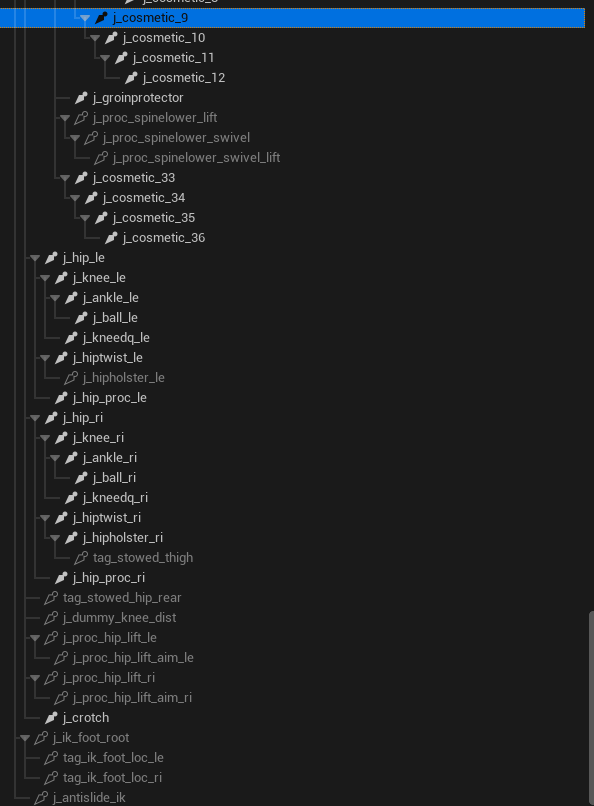 j_cosmetic_9
j_cosmetic_10
j_cosmetic_11
j_cosmetic_12
j_groinprotector
j_proc_spinelower_lift
j_proc_spinelower_swivel
j_proc_spinelower_swivel_lift
j_cosmetic_33
j_cosmetic_34
j_cosmetic_35
j_cosmetic_36
j_hip_le
j_knee_le
j_ankle_le
j_ball_le
j_kneedq_le
j_hiptwist_le
j_hipholster_le
j_hip_proc_le
j_hip_ri
j_knee_ri
j_ankle_ri
j_ball_ri
j_kneedq_ri
j_hiptwist_ri
j_hipholster_ri
tag_stowed_thigh
j_hip_proc_ri
tag_stowed_hip_rear
j_dummy_knee_dist
j_proc_hip_lift_le
j_proc_hip_lift_aim_le
j_proc_hip_lift_ri
j_proc_hip_lift_aim_ri
j_crotch
j_ik_foot_root
tag_ik_foot_loc_le
tag_ik_foot_loc_ri
j_antislide_ik